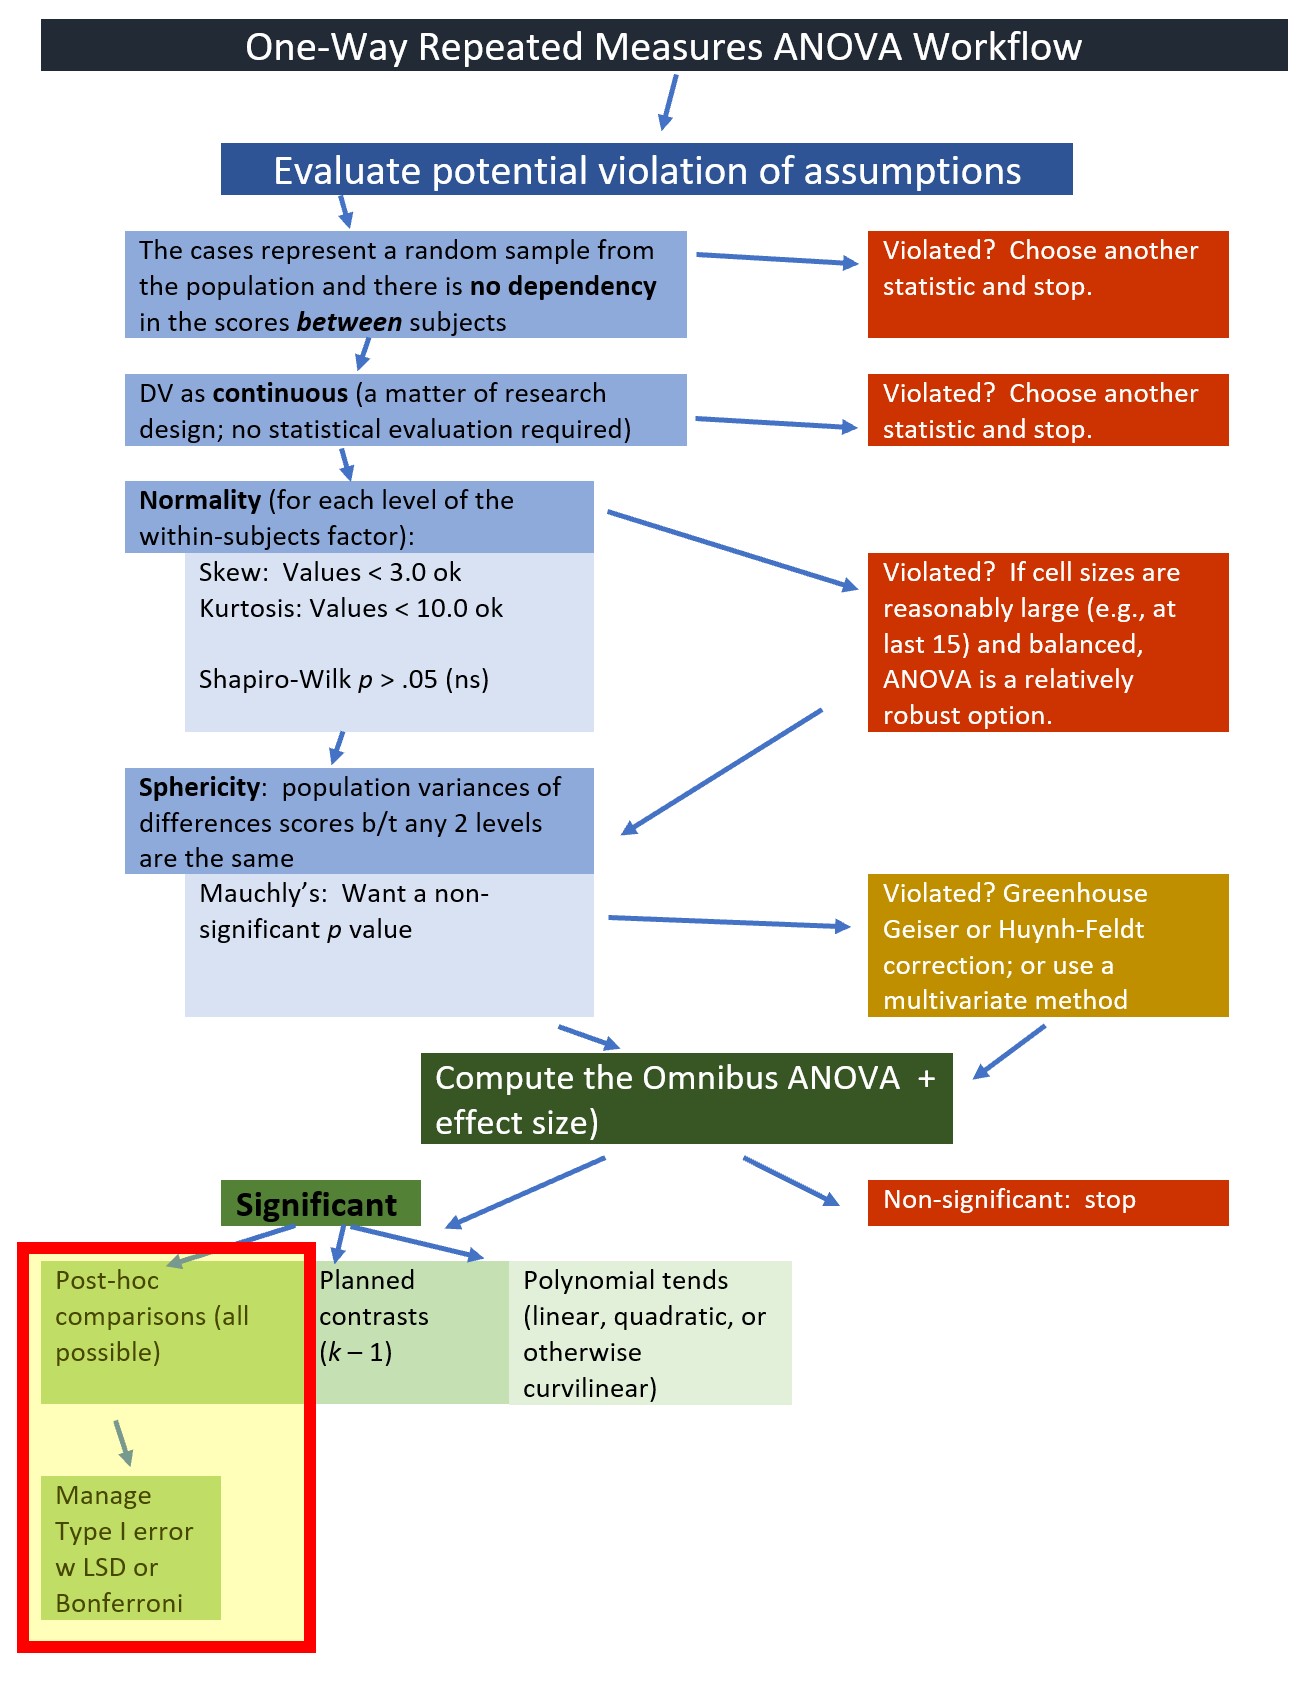 One-Way Repeated Measures ANOVA Workflow
Evaluate potential violation of assumptions
The cases represent a random sample from
the population and there is no dependency
in the scores between subjects
Violated?  Choose another
statistic and stop.
DV as continuous (a matter of research
design; no statistical evaluation required)
Violated?  Choose another
statistic and stop.
Normality (for each level of the
within-subjects factor):
Skew:  Values < 3.0 ok
Kurtosis: Values < 10.0 ok
Shapiro-Wilk p > .05 (ns)
Violated?  If cell sizes are
reasonably large (e.g., at
last 15) and balanced,
ANOVA is a relatively
robust option.
Sphericity:  population variances of
differences scores b/t any 2 levels
are the same
Mauchly’s:  Want a non-
significant p value
Violated? Greenhouse
Geiser or Huynh-Feldt
correction; or use a
multivariate method
Compute the Omnibus ANOVA  +
effect size)
Significant
Non-significant:  stop
Post-hoc
comparisons (all
possible)
Planned
contrasts
(k – 1)
Polynomial tends
(linear, quadratic, or
otherwise
curvilinear)
Manage
Type I error
w LSD or
Bonferroni